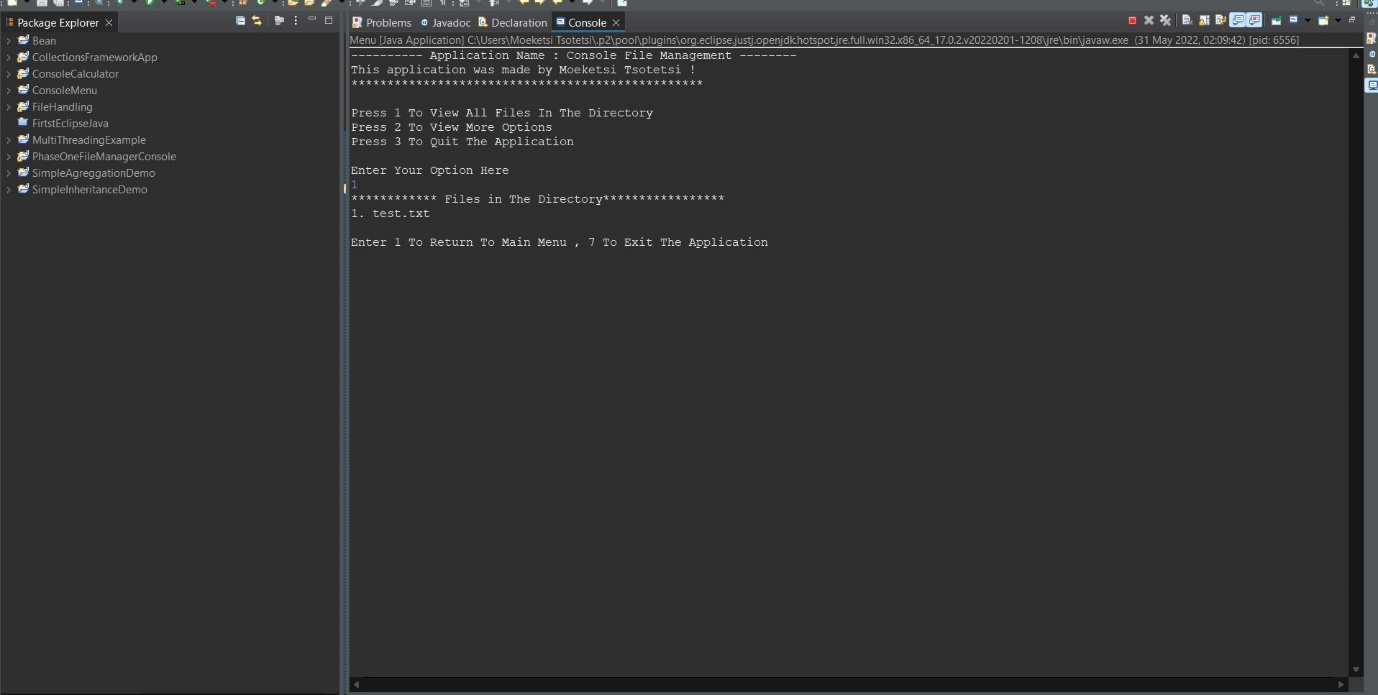 Package Explorer
Bean
CollectionsFrameworkApp
ConsoleCalculator
ConsoleMenu
FileHandling
FirtstEclipseJava
MultiThreadingExample
PhaseOneFileManagerConsole
SimpleAgreggationDemo
SimpleInheritanceDemo
Problems @ Javadoc Declaration Console
Menu [Java Application] C:\Users\Moeketsi Tsotetsi\.p2\pool\plugins\org.eclipse.justj.openjdk.hotspot.jre.full.win32.x86_64_17.0.2.v20220201-1208\jre\bin\javaw.exe (31 May 2022, 02:09:42) [pid: 6556]
---------- Application Name : Console File Management --------
This application was made by Moeketsi Tsotetsi !
*************************************************
Press 1 To View All Files In The Directory
Press 2 To View More Options
Press 3 To Quit The Application
Enter Your Option Here
1
************ Files in The Directory*****************
1. test.txt
Enter 1 To Return To Main Menu , 7 To Exit The Application